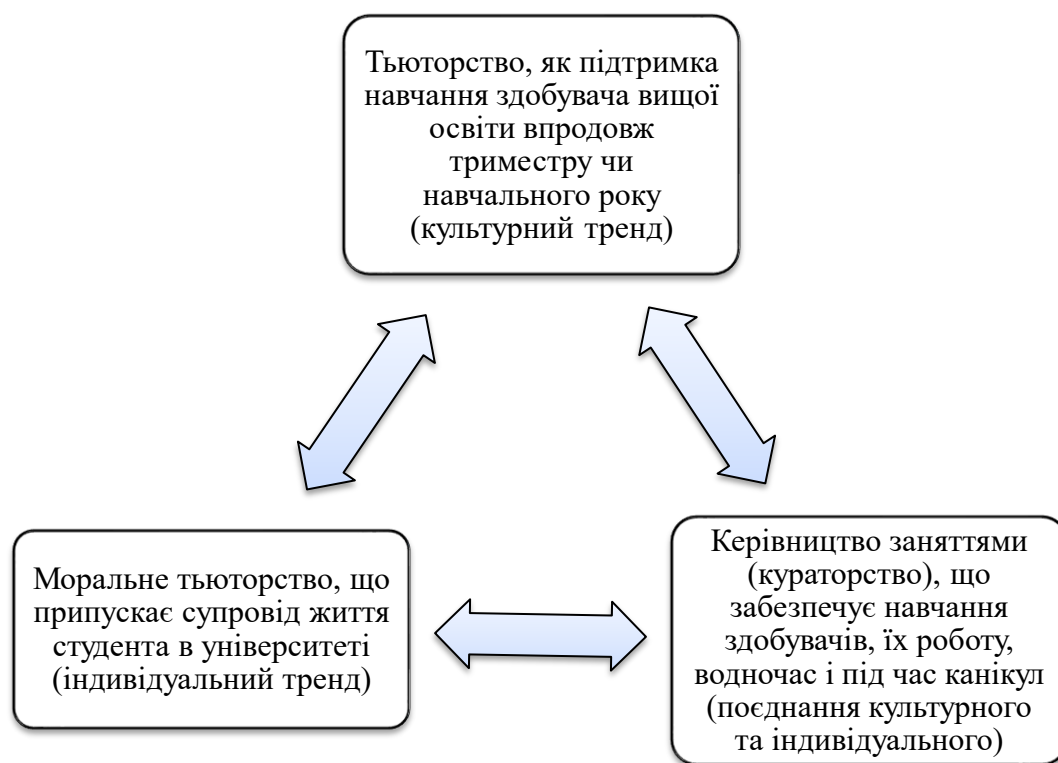 Тьюторство, як підтримка
навчання здобувача вищої
освіти впродовж
триместру чи
навчального року
(культурний тренд)
Моральне тьюторство, що
припускає супровід життя
студента в університеті
(індивідуальний тренд)
Керівництво заняттями
(кураторство), що
забезпечує навчання
здобувачів, їх роботу,
водночас і під час канікул
(поєднання культурного
та індивідуального)